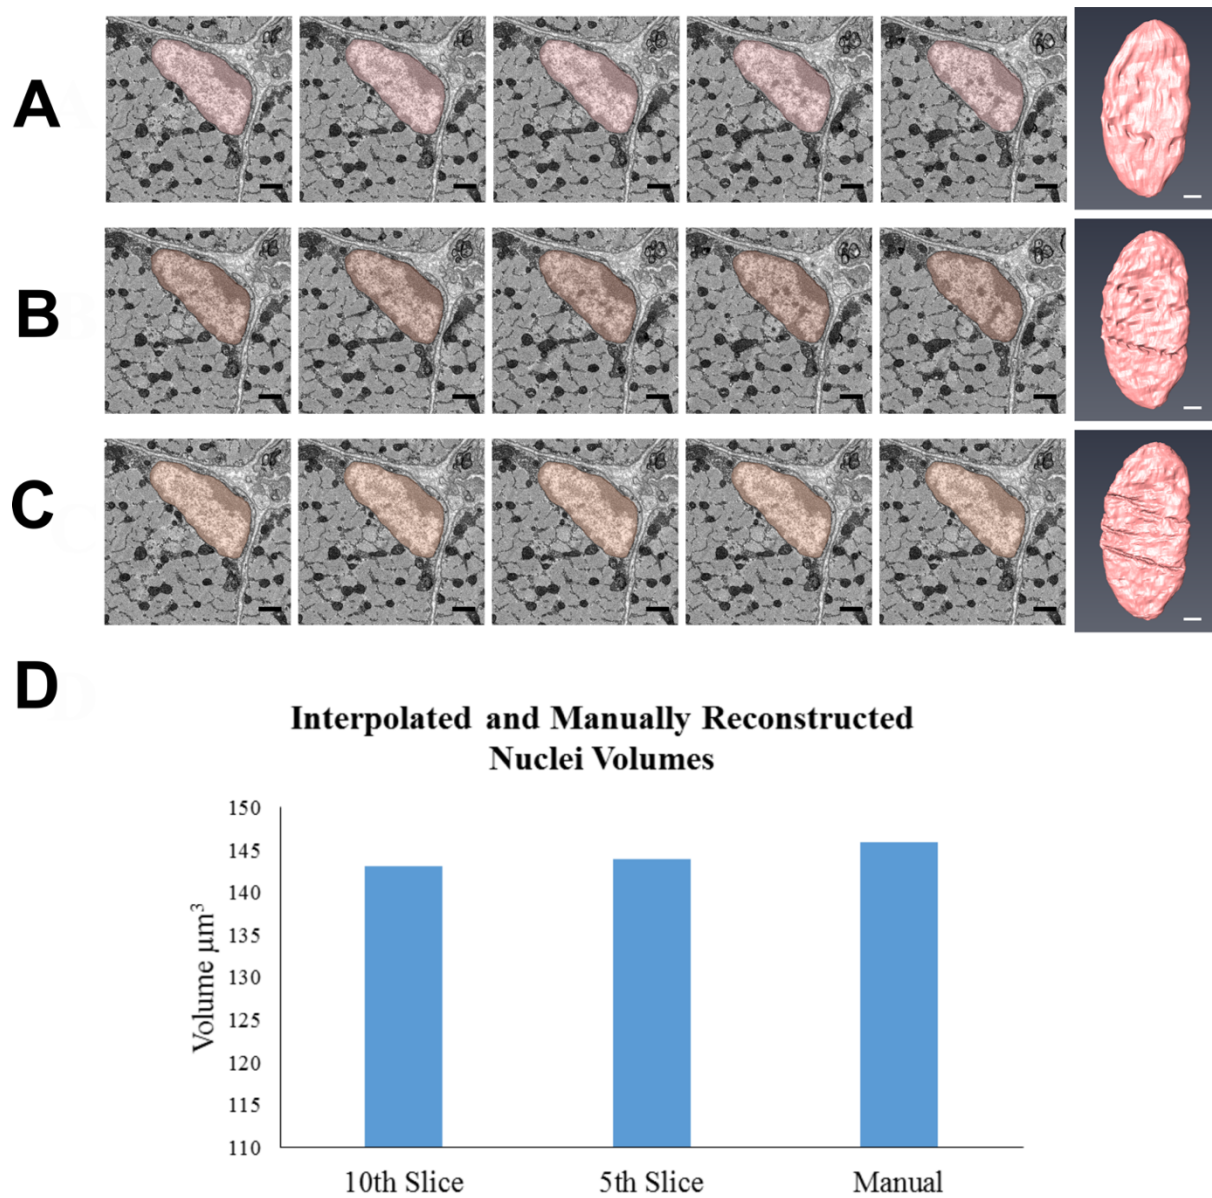 A
B
C
D
Interpolated and Manually Reconstructed
Nuclei Volumes
150
145
140
135
130
125
120
115
110
Volume µm³
10th Slice
5th Slice
Manual